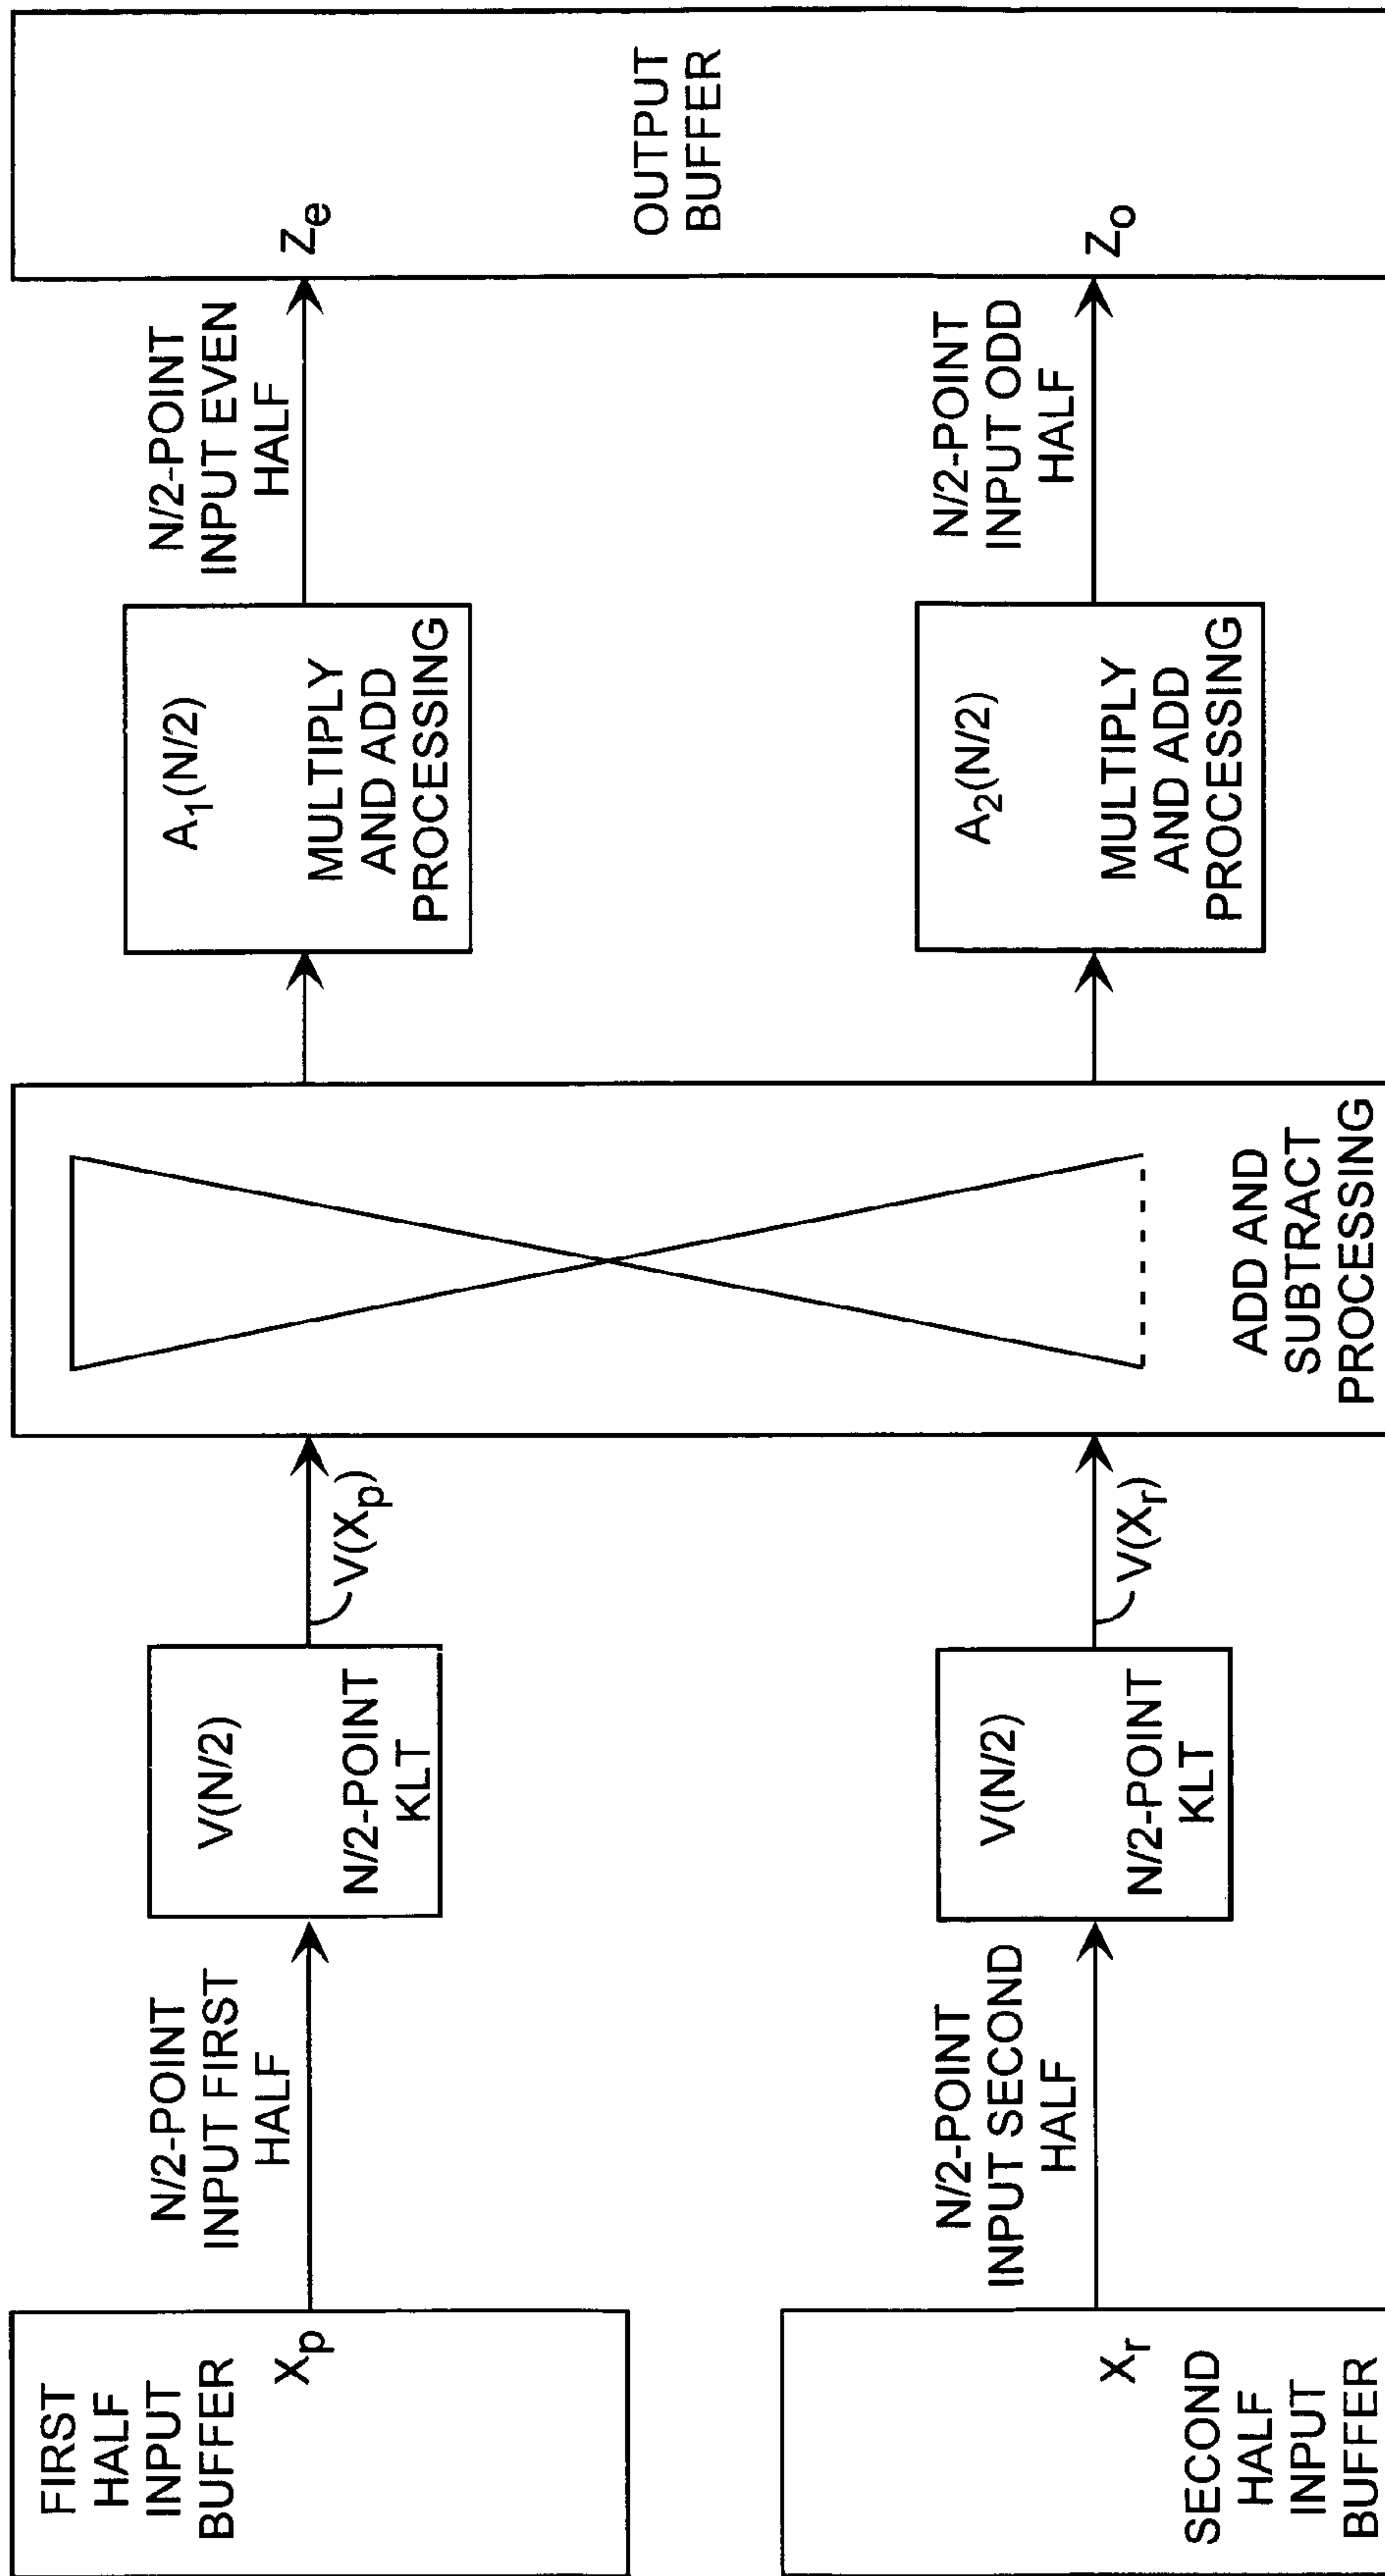 FIRST
HALF
INPUT
BUFFER
Xp
N/2-POINT
INPUT FIRST
HALF
V(N/2)
N/2-POINT
KLT
V(Xp)
SECOND
HALF
INPUT
BUFFER
Xr
N/2-POINT
INPUT SECOND
HALF
V(N/2)
N/2-POINT
KLT
V(Xr)
ADD AND
SUBTRACT
PROCESSING
A1(N/2)
MULTIPLY
AND ADD
PROCESSING
N/2-POINT
INPUT EVEN
HALF
Ze
A2(N/2)
MULTIPLY
AND ADD
PROCESSING
N/2-POINT
INPUT ODD
HALF
Zo
OUTPUT
BUFFER